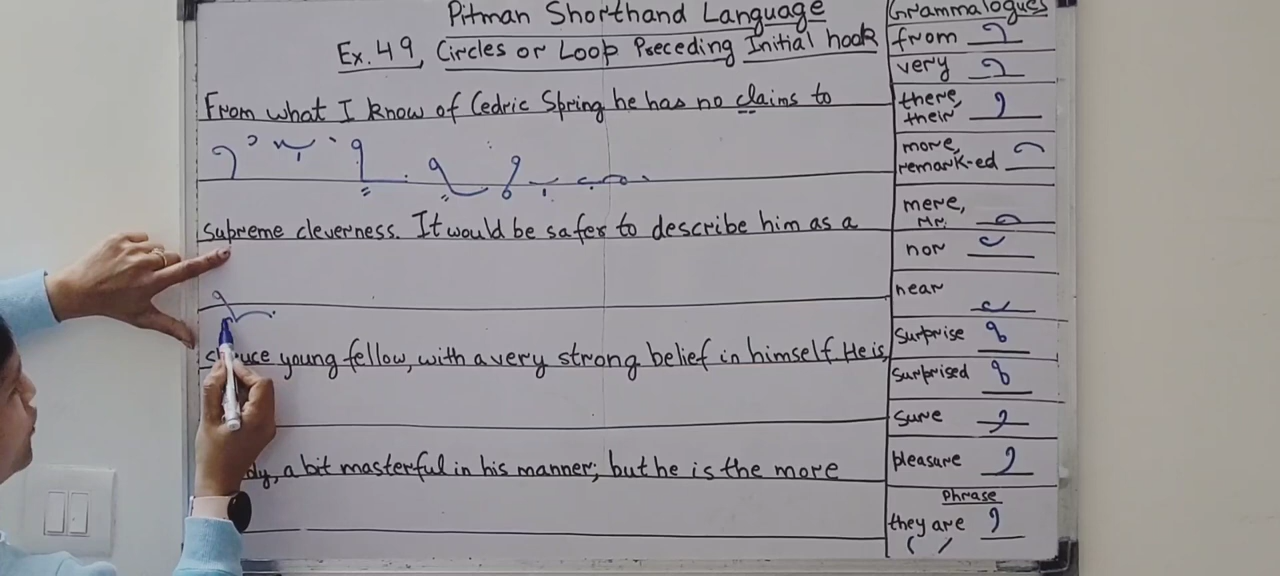 Pitman Shorthand Language
Ex. 49, Circles or Loop Preceding Initial hook
From what I know of Cedric Spring he has no claims to
supreme cleverness. It would be safer to describe him as a
young fellow, with a very strong belief in himself. He is,
a bit masterful in his manner; but he is the more
Grammalogues
from
very
there,
their
more,
remark-ed
mere,
Mr.
nor
near
surprise
surprised
sure
pleasure
Phrase
they are